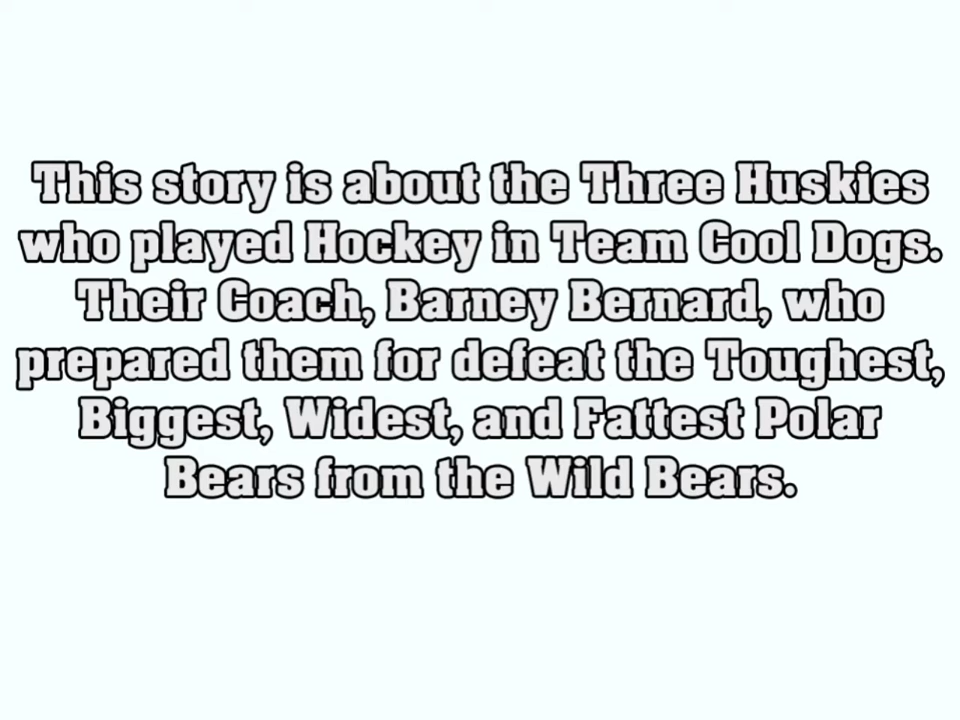 This story is about the Three Huskies
who played Hockey in Team Cool Dogs.
Their Coach, Barney Bernard, who
prepared them for defeat the Toughest,
Biggest, Widest, and Fattest Polar
Bears from the Wild Bears.